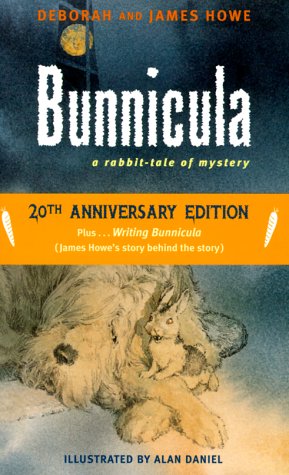 DEBORAH AND JAMES HOWE
Bunnicula
a rabbit-tale of mystery
20TH ANNIVERSARY EDITION
Plus . . . Writing Bunnicula
(James Howe's story behind the story)
ILLUSTRATED BY ALAN DANIEL